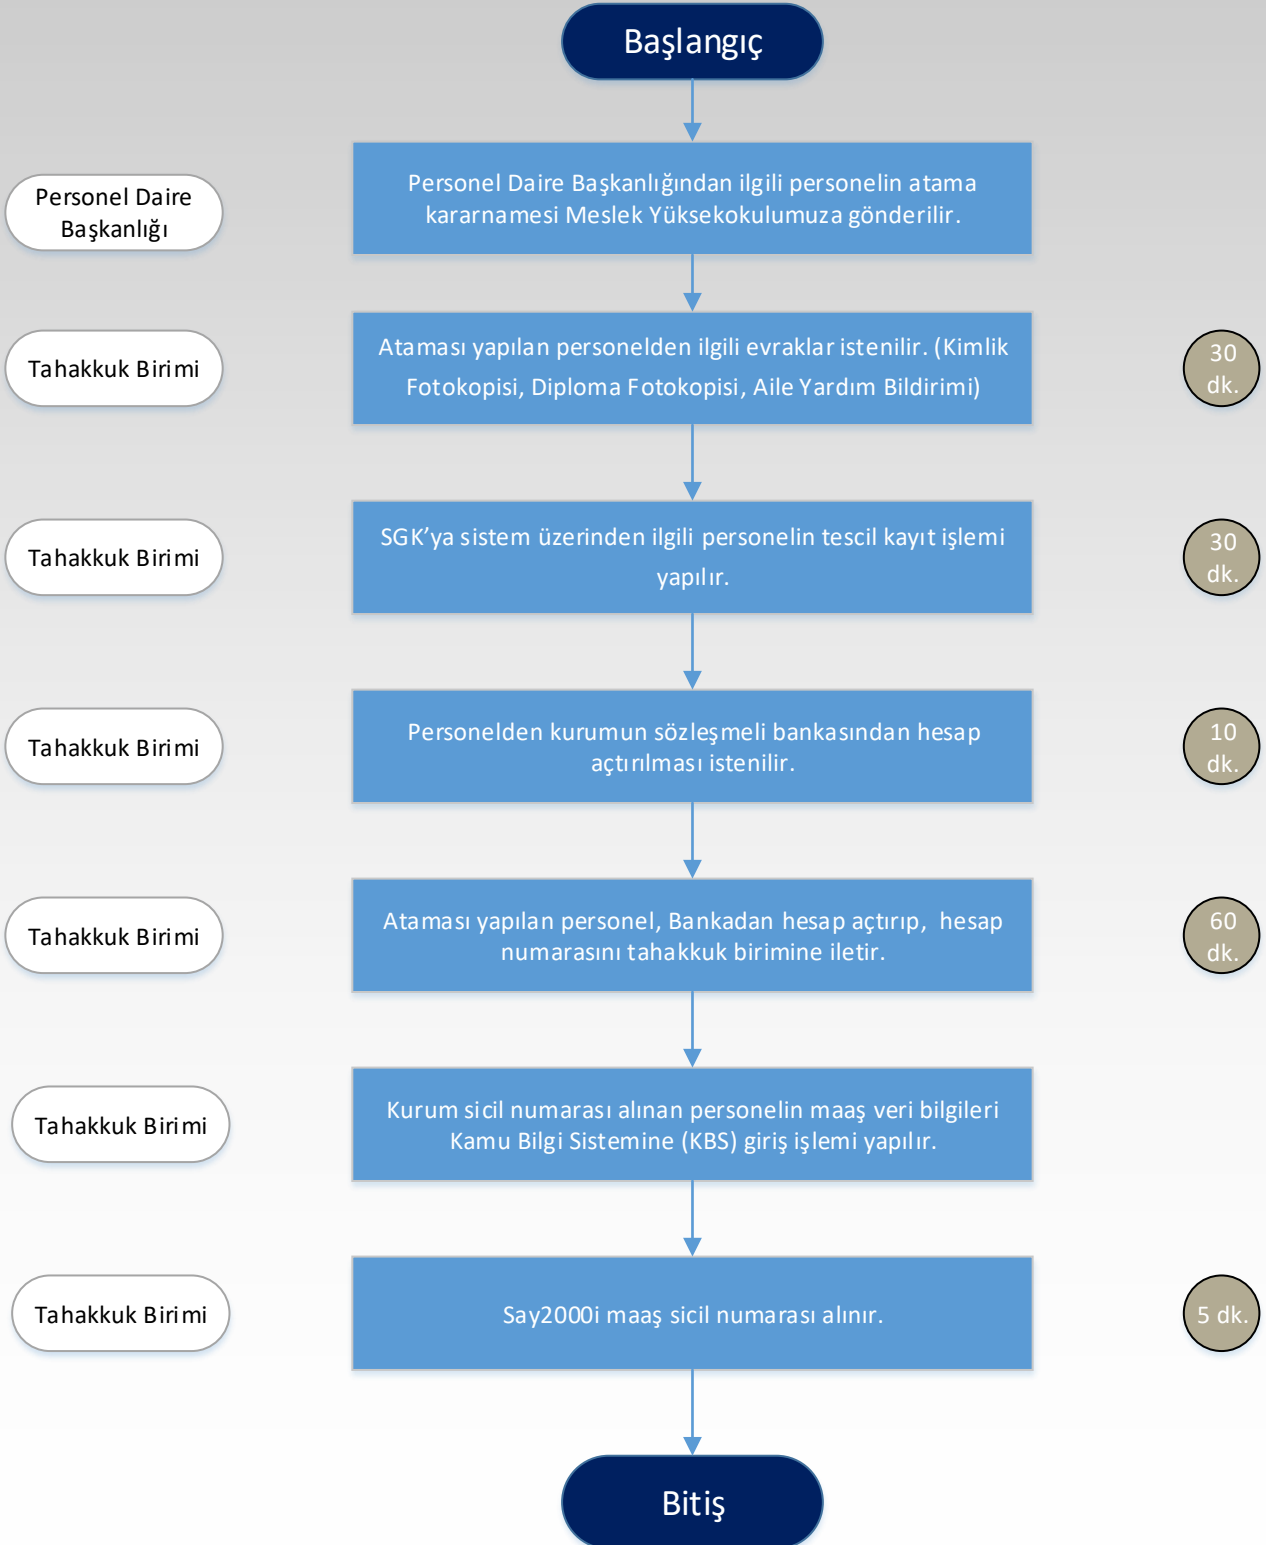 Başlangıç
Personel Daire
Başkanlığı
Personel Daire Başkanlığından ilgili personelin atama
kararnamesi Meslek Yüksekokulumuza gönderilir.
Tahakkuk Birimi
Ataması yapılan personelden ilgili evraklar istenilir. (Kimlik
Fotokopisi, Diploma Fotokopisi, Aile Yardım Bildirimi)
30
dk.
Tahakkuk Birimi
SGK’ya sistem üzerinden ilgili personelin tescil kayıt işlemi
yapılır.
30
dk.
Tahakkuk Birimi
Personelden kurumun sözleşmeli bankasından hesap
açtırılması istenilir.
10
dk.
Tahakkuk Birimi
Ataması yapılan personel, Bankadan hesap açtırıp, hesap
numarasını tahakkuk birimine iletir.
60
dk.
Tahakkuk Birimi
Kurum sicil numarası alınan personelin maaş veri bilgileri
Kamu Bilgi Sistemine (KBS) giriş işlemi yapılır.
Tahakkuk Birimi
Say2000i maaş sicil numarası alınır.
5 dk.
Bitiş